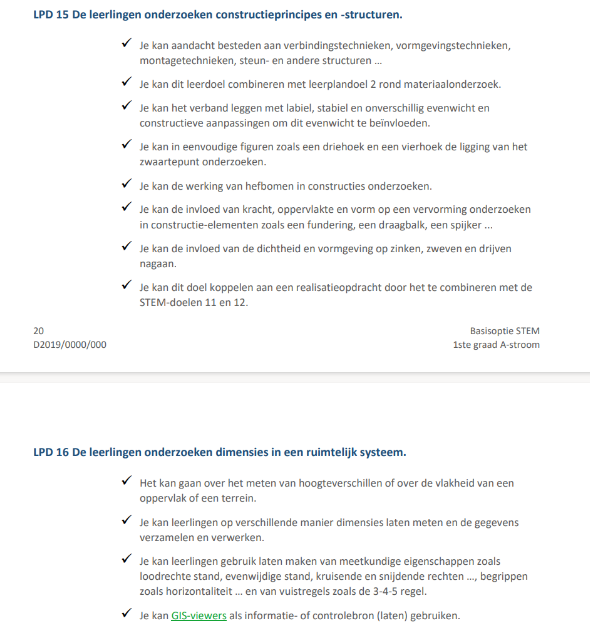 LPD 15 De leerlingen onderzoeken constructieprincipes en -structuren.
✓ Je kan aandacht besteden aan verbindingstechnieken, vormgevingstechnieken,
montagetechnieken, steun- en andere structuren ...
✓ Je kan dit leerdoel combineren met leerplandoel 2 rond materiaalonderzoek.
✓ Je kan het verband leggen met labiel, stabiel en onverschillig evenwicht en
constructieve aanpassingen om dit evenwicht te beïnvloeden.
✓ Je kan in eenvoudige figuren zoals een driehoek en een vierhoek de ligging van het
zwaartepunt onderzoeken.
✓ Je kan de werking van hefbomen in constructies onderzoeken.
✓ Je kan de invloed van kracht, oppervlakte en vorm op een vervorming onderzoeken
in constructie-elementen zoals een fundering, een draagbalk, een spijker ...
✓ Je kan de invloed van de dichtheid en vormgeving op zinken, zweven en drijven
nagaan.
✓ Je kan dit doel koppelen aan een realisatieopdracht door het te combineren met de
STEM-doelen 11 en 12.
20 Basisoptie STEM
D2019/0000/000 1ste graad A-stroom
LPD 16 De leerlingen onderzoeken dimensies in een ruimtelijk systeem.
✓ Het kan gaan over het meten van hoogteverschillen of over de vlakheid van een
oppervlak of een terrein.
✓ Je kan leerlingen op verschillende manier dimensies laten meten en de gegevens
verzamelen en verwerken.
✓ Je kan leerlingen gebruik laten maken van meetkundige eigenschappen zoals
loodrechte stand, evenwijdige stand, kruisende en snijdende rechten ..., begrippen
zoals horizontaliteit ... en van vuistregels zoals de 3-4-5 regel.
✓ Je kan GIS-viewers als informatie- of controlebron (laten) gebruiken.